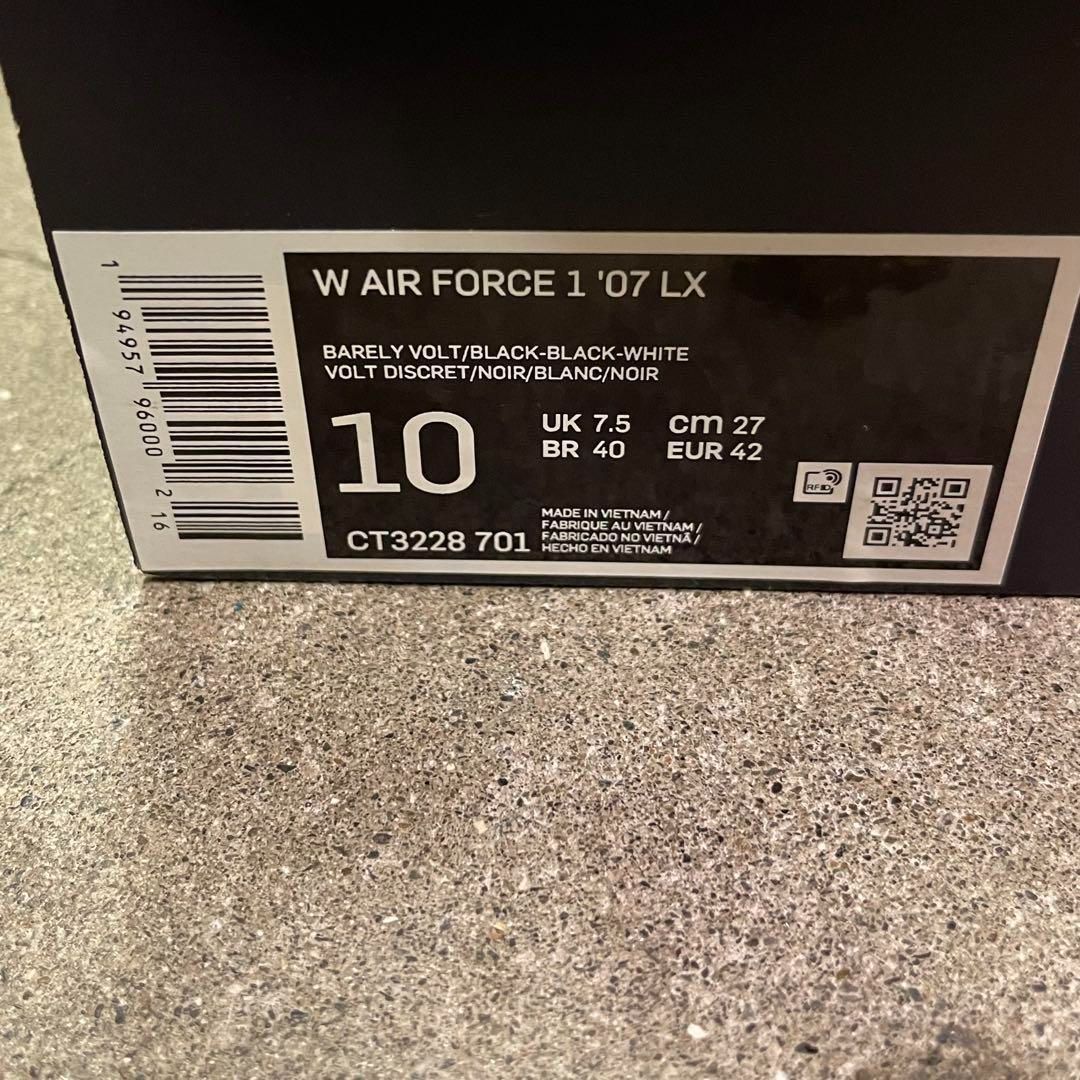 W AIR FORCE 1 '07 LX
BARELY VOLT/BLACK-BLACK-WHITE
VOLT DISCRET/NOIR/BLANC/NOIR
10
UK 7.5 cm 27
BR 40 EUR 42
CT3228 701
MADE IN VIETNAM /
FABRIQUE AU VIETNAM /
FABRICADO NO VIETNÃ /
HECHO EN VIETNAM
RFID
1 94957 96000 2 16